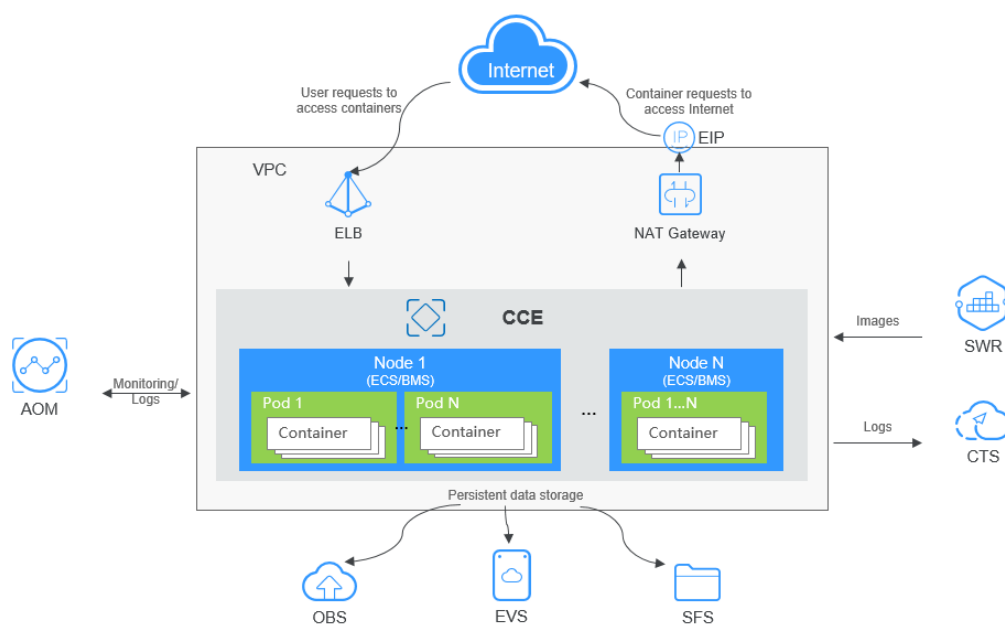 Internet
User requests to
access containers
Container requests to
access Internet
IP
EIP
VPC
ELB
NAT Gateway
CCE
Node 1
(ECS/BMS)
Pod 1
Container
...
Pod N
Container
...
Node N
(ECS/BMS)
Pod 1...N
Container
AOM
Monitoring/
Logs
Images
SWR
Logs
CTS
Persistent data storage
OBS
EVS
SFS